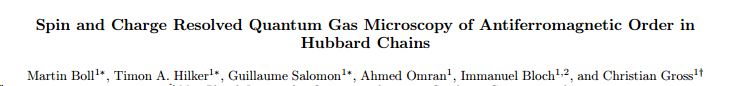 Spin and Charge Resolved Quantum Gas Microscopy of Antiferromagnetic Order in
Hubbard Chains
Martin Boll¹*, Timon A. Hilker¹*, Guillaume Salomon¹*, Ahmed Omran¹, Immanuel Bloch¹,², and Christian Gross¹†